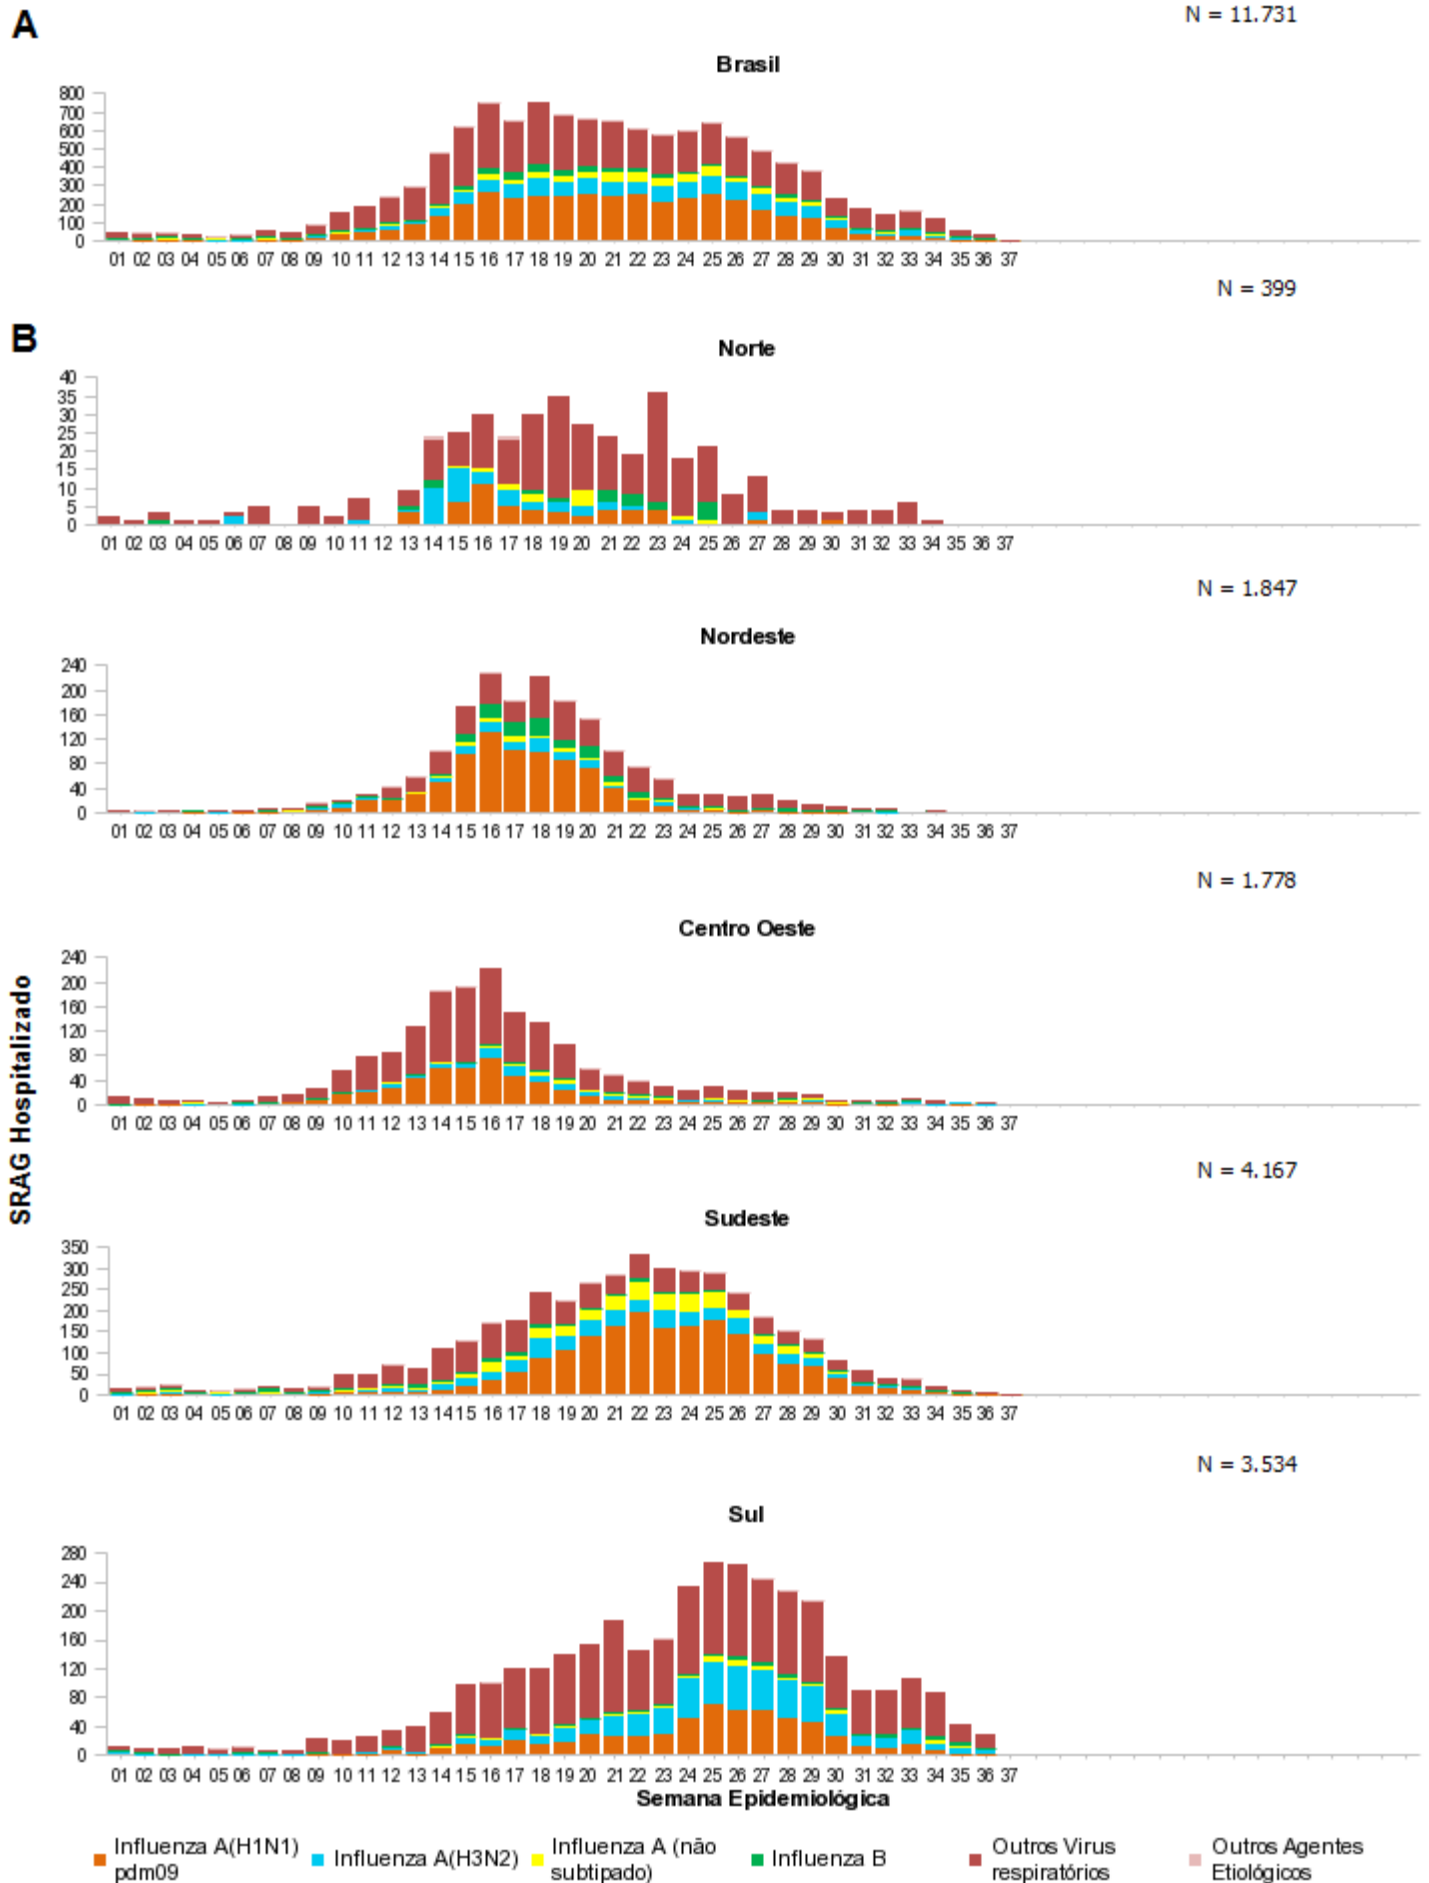 A
N = 11.731
Brasil
800
700
600
500
400
300
200
100
0
01 02 03 04 05 06 07 08 09 10 11 12 13 14 15 16 17 18 19 20 21 22 23 24 25 26 27 28 29 30 31 32 33 34 35 36 37
N = 399
B
Norte
40
35
30
25
20
15
10
5
0
01 02 03 04 05 06 07 08 09 10 11 12 13 14 15 16 17 18 19 20 21 22 23 24 25 26 27 28 29 30 31 32 33 34 35 36 37
N = 1.847
Nordeste
240
200
160
120
80
40
0
01 02 03 04 05 06 07 08 09 10 11 12 13 14 15 16 17 18 19 20 21 22 23 24 25 26 27 28 29 30 31 32 33 34 35 36 37
N = 1.778
Centro Oeste
240
200
160
120
80
40
0
01 02 03 04 05 06 07 08 09 10 11 12 13 14 15 16 17 18 19 20 21 22 23 24 25 26 27 28 29 30 31 32 33 34 35 36 37
SRAG Hospitalizado
N = 4.167
Sudeste
350
300
250
200
150
100
50
0
01 02 03 04 05 06 07 08 09 10 11 12 13 14 15 16 17 18 19 20 21 22 23 24 25 26 27 28 29 30 31 32 33 34 35 36 37
N = 3.534
Sul
280
240
200
160
120
80
40
0
01 02 03 04 05 06 07 08 09 10 11 12 13 14 15 16 17 18 19 20 21 22 23 24 25 26 27 28 29 30 31 32 33 34 35 36 37
Semana Epidemiológica
Influenza A(H1N1)
pdm09
Influenza A(H3N2)
Influenza A (não
subtipado)
Influenza B
Outros Virus
respiratórios
Outros Agentes
Etiológicos